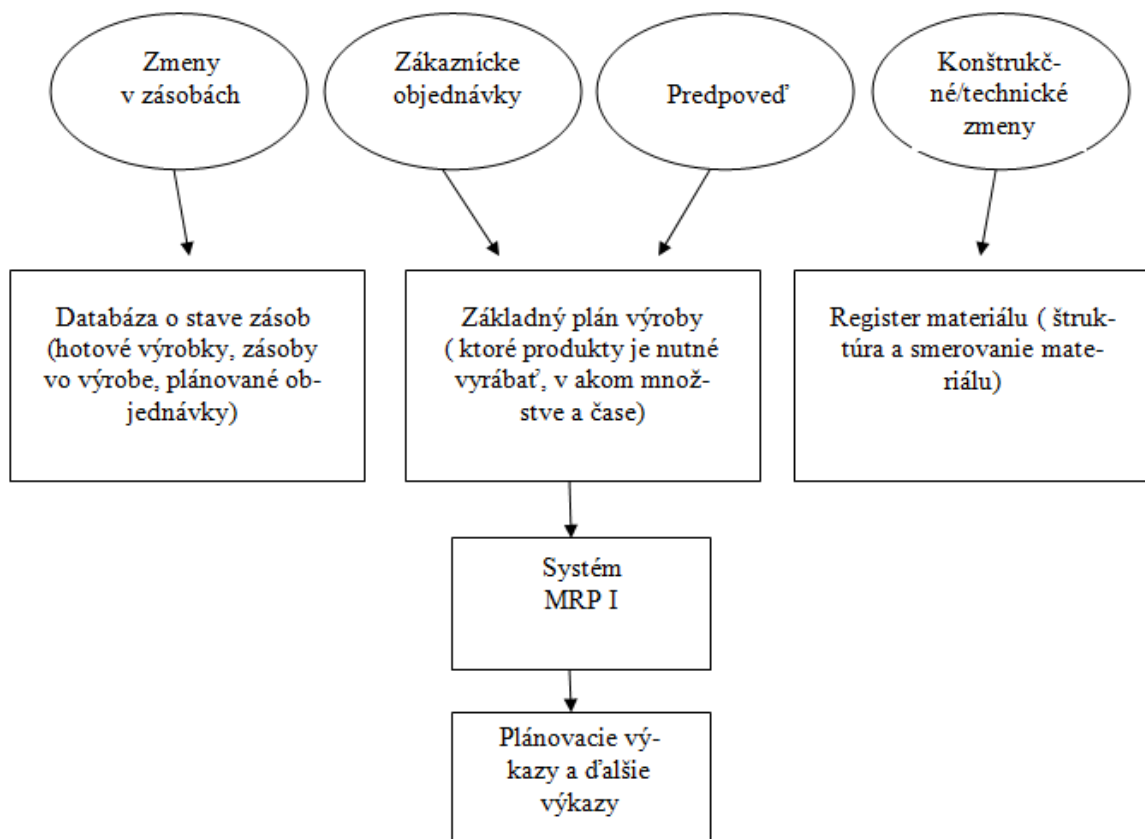 Zmeny
v zásobách
Zákaznícke
objednávky
Predpoveď
Konštrukč-
né/technické
zmeny
Databáza o stave zásob
(hotové výrobky, zásoby
vo výrobe, plánované ob-
jednávky)
Základný plán výroby
( ktoré produkty je nutné
vyrábať, v akom množ-
stve a čase)
Register materiálu ( štruk-
túra a smerovanie mate-
riálu)
Systém
MRP I
Plánovacie vý-
kazy a ďalšie
výkazy